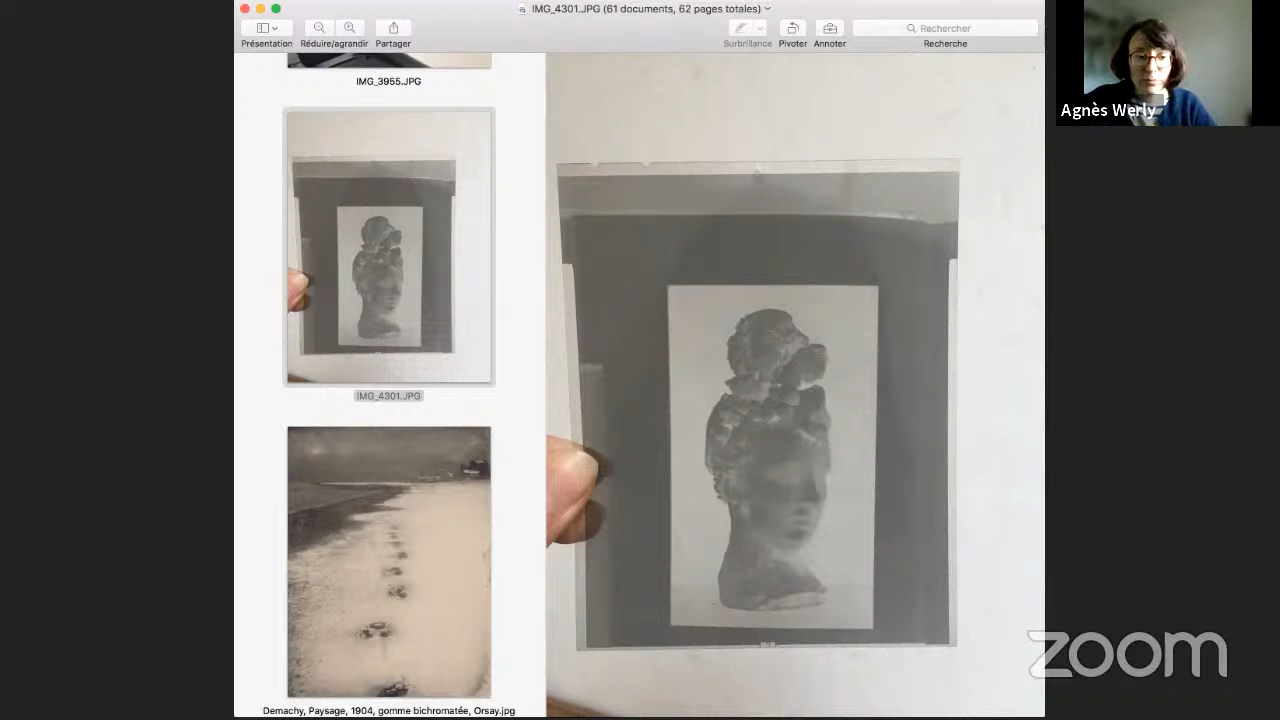 IMG_4301.JPG (61 documents, 62 pages totales)
Présentation
Réduire/agrandir
Partager
Surbrillance
Pivoter
Annoter
Rechercher
Recherche
IMG_3955.JPG
IMG_4301.JPG
Demachy, Paysage, 1904, gomme bichromatée, Orsay.jpg
Agnès Werly
zoom